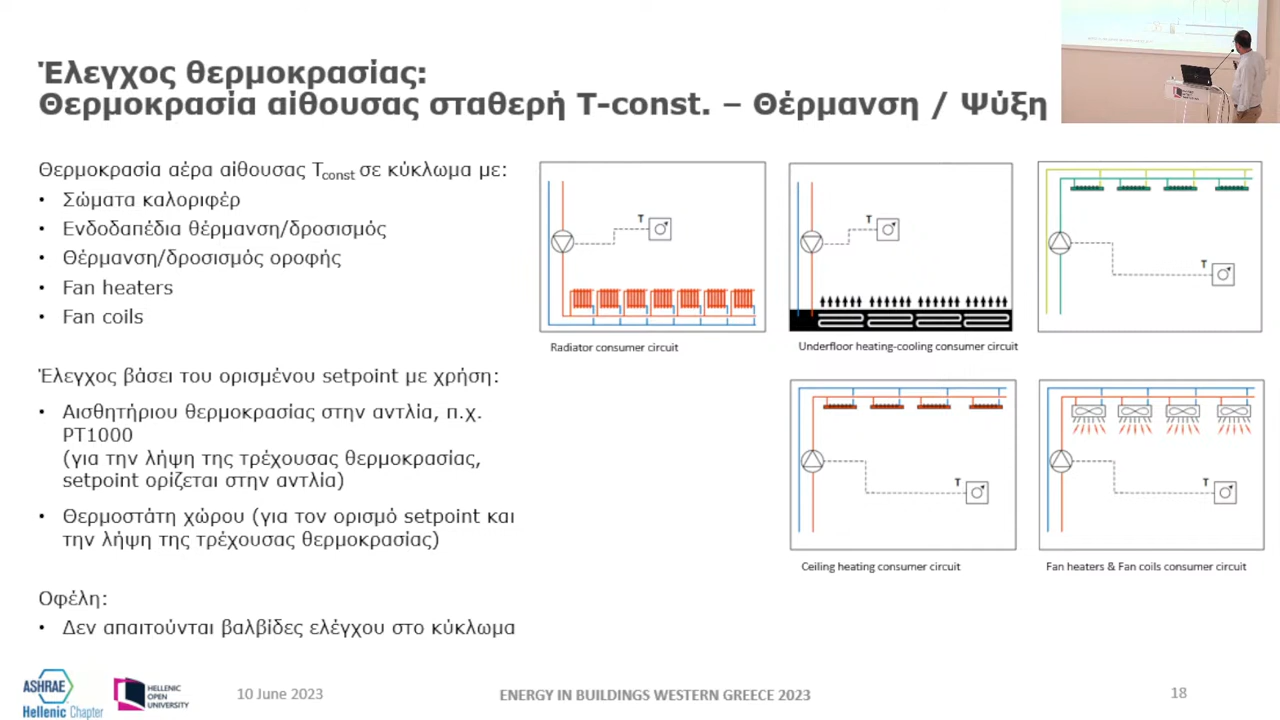 Έλεγχος θερμοκρασίας:
Θερμοκρασία αίθουσας σταθερή T-const. – Θέρμανση / Ψύξη
Θερμοκρασία αέρα αίθουσας Tconst σε κύκλωμα με:
• Σώματα καλοριφέρ
• Ενδοδαπέδια θέρμανση/δροσισμός
• Θέρμανση/δροσισμός οροφής
• Fan heaters
• Fan coils
Έλεγχος βάσει του ορισμένου setpoint με χρήση:
• Αισθητήριου θερμοκρασίας στην αντλία, π.χ.
PT1000
(για την λήψη της τρέχουσας θερμοκρασίας,
setpoint ορίζεται στην αντλία)
• Θερμοστάτη χώρου (για τον ορισμό setpoint και
την λήψη της τρέχουσας θερμοκρασίας)
Οφέλη:
• Δεν απαιτούνται βαλβίδες ελέγχου στο κύκλωμα
T
Radiator consumer circuit
T
Underfloor heating-cooling consumer circuit
T
T
Ceiling heating consumer circuit
T
Fan heaters & Fan coils consumer circuit
ASHRAE
Hellenic Chapter
HELLENIC
OPEN
UNIVERSITY
10 June 2023
ENERGY IN BUILDINGS WESTERN GREECE 2023
18